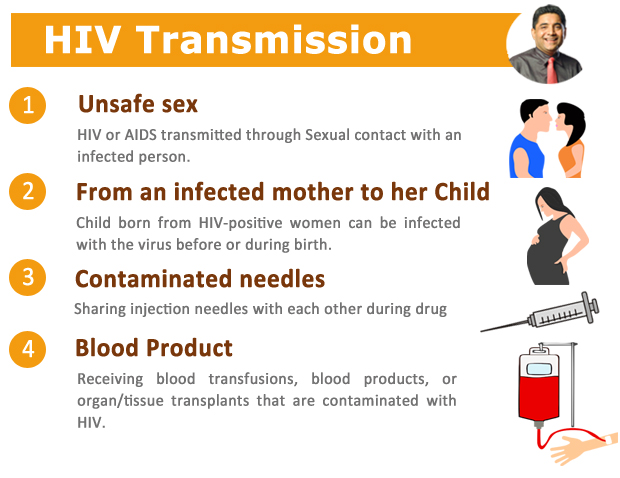 HIV Transmission
1
Unsafe sex
HIV or AIDS transmitted through Sexual contact with an
infected person.
2
From an infected mother to her Child
Child born from HIV-positive women can be infected
with the virus before or during birth.
3
Contaminated needles
Sharing injection needles with each other during drug
4
Blood Product
Receiving blood transfusions, blood products, or
organ/tissue transplants that are contaminated with
HIV.